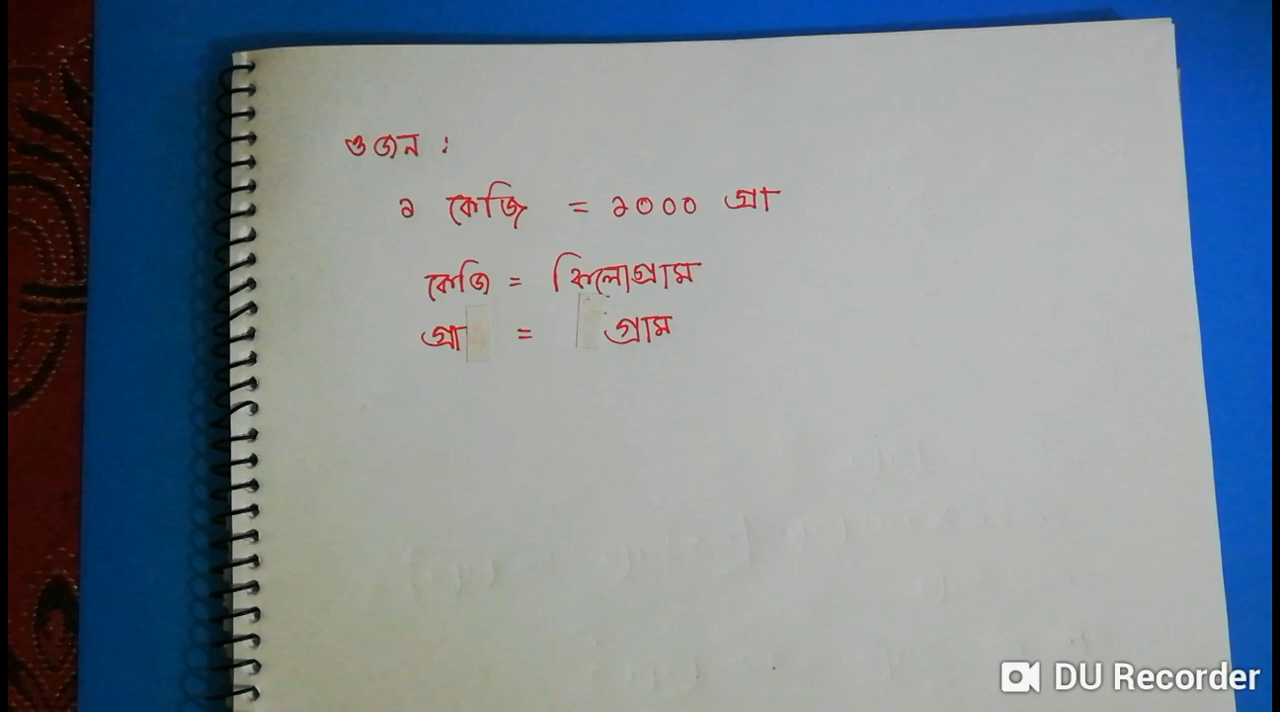 ওজন :
১ কেজি = ১০০০ গ্রা
কেজি = কিলোগ্রাম
গ্রা = গ্রাম
DU Recorder